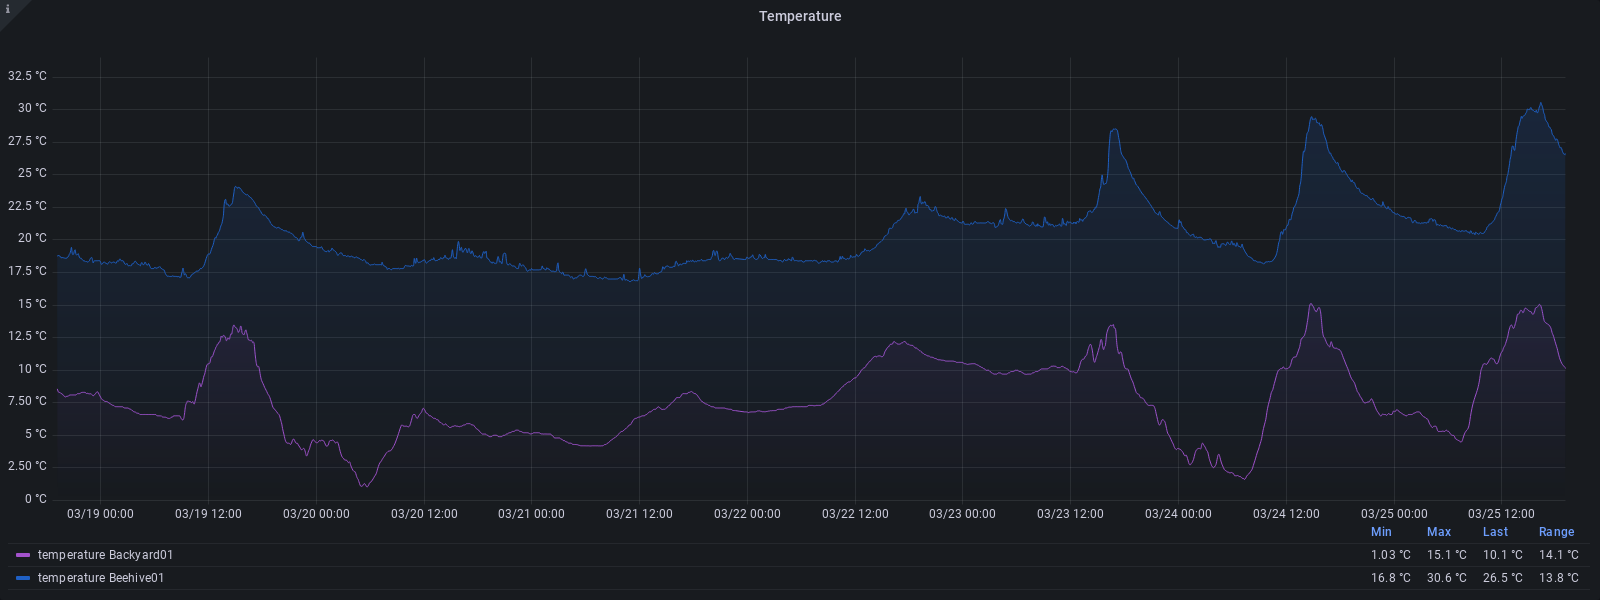 i
Temperature
32.5 °C
30 °C
27.5 °C
25 °C
22.5 °C
20 °C
17.5 °C
15 °C
12.5 °C
10 °C
7.50 °C
5 °C
2.50 °C
0 °C
03/19 00:00 03/19 12:00 03/20 00:00 03/20 12:00 03/21 00:00 03/21 12:00 03/22 00:00 03/22 12:00 03/23 00:00 03/23 12:00 03/24 00:00 03/24 12:00 03/25 00:00 03/25 12:00
Min Max Last Range
temperature Backyard01 1.03 °C 15.1 °C 10.1 °C 14.1 °C
temperature Beehive01 16.8 °C 30.6 °C 26.5 °C 13.8 °C